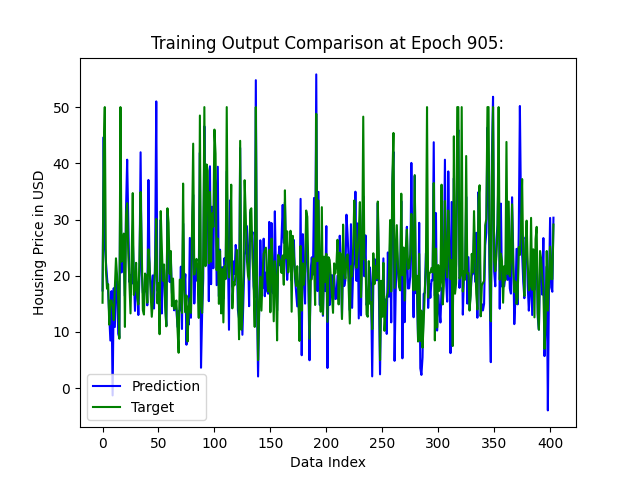 Training Output Comparison at Epoch 905:
Housing Price in USD
50
40
30
20
10
0
Prediction
Target
0 50 100 150 200 250 300 350 400
Data Index